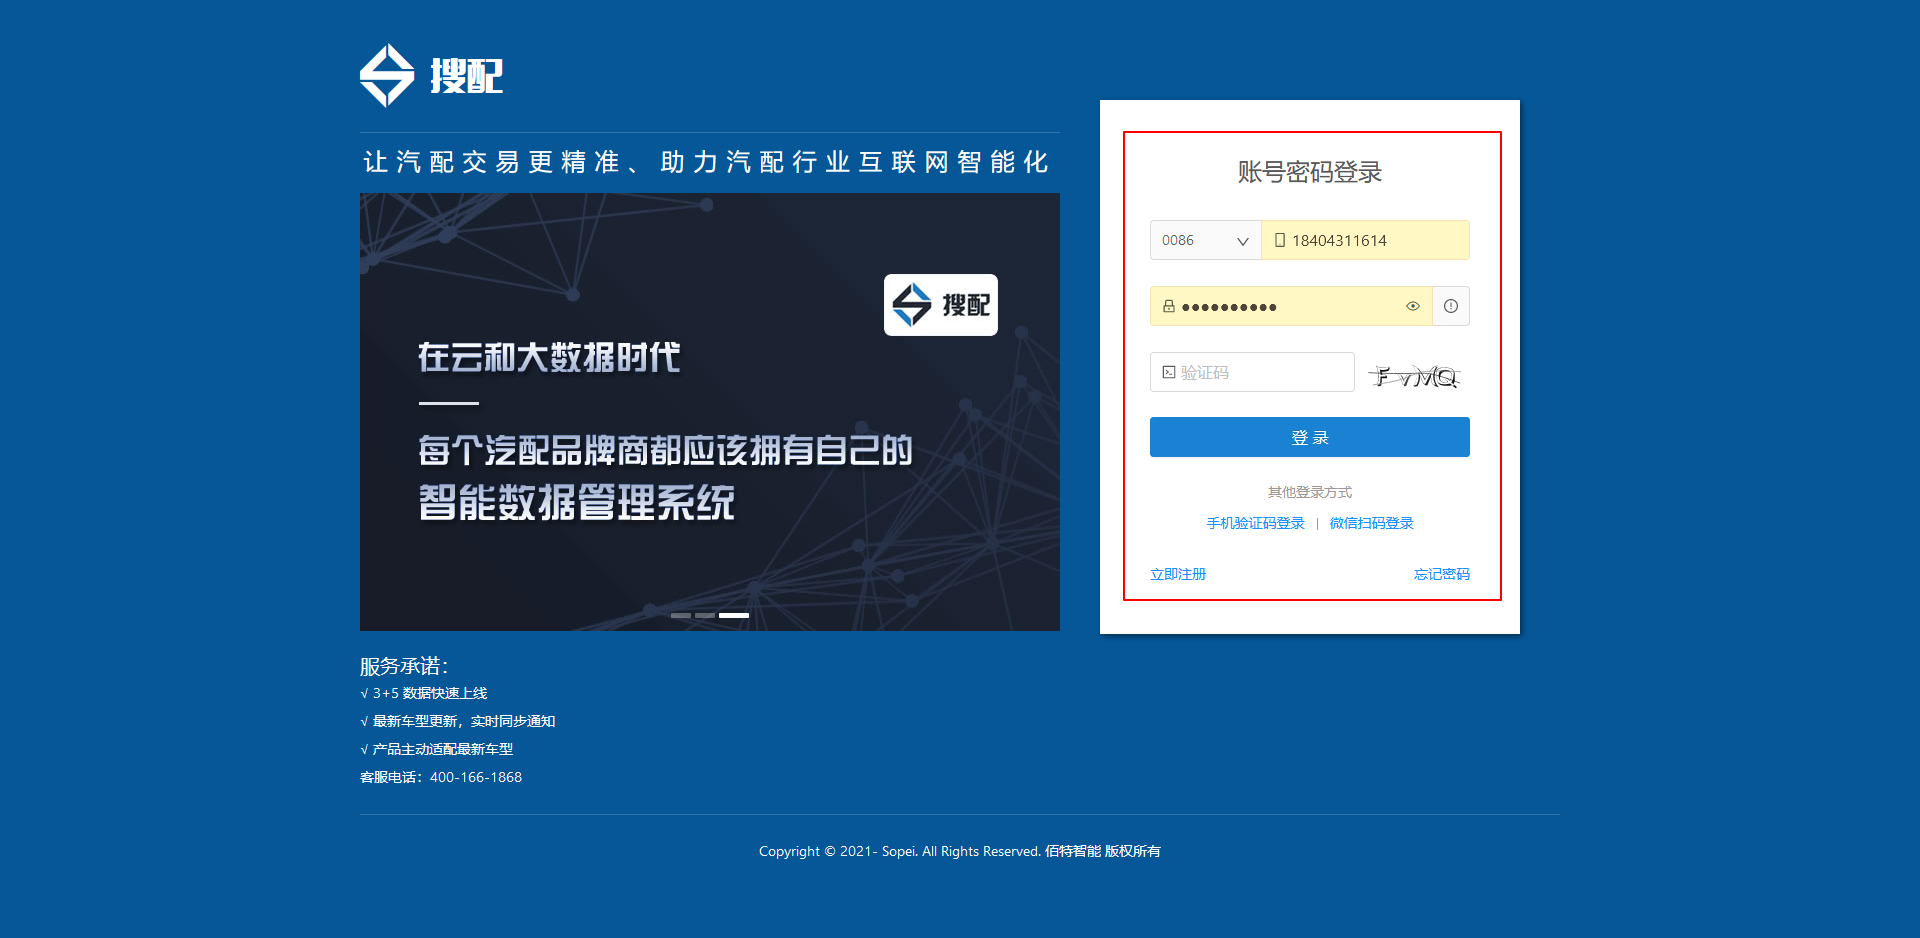 搜配
让汽配交易更精准、助力汽配行业互联网智能化
搜配
在云和大数据时代
每个汽配品牌商都应该拥有自己的
智能数据管理系统
账号密码登录
0086
18404311614
●●●●●●●●●●
验证码
登 录
其他登录方式
手机验证码登录 | 微信扫码登录
立即注册
忘记密码
服务承诺：
√ 3+5 数据快速上线
√ 最新车型更新，实时同步通知
√ 产品主动适配最新车型
客服电话：400-166-1868
Copyright © 2021- Sopei. All Rights Reserved. 佰特智能 版权所有